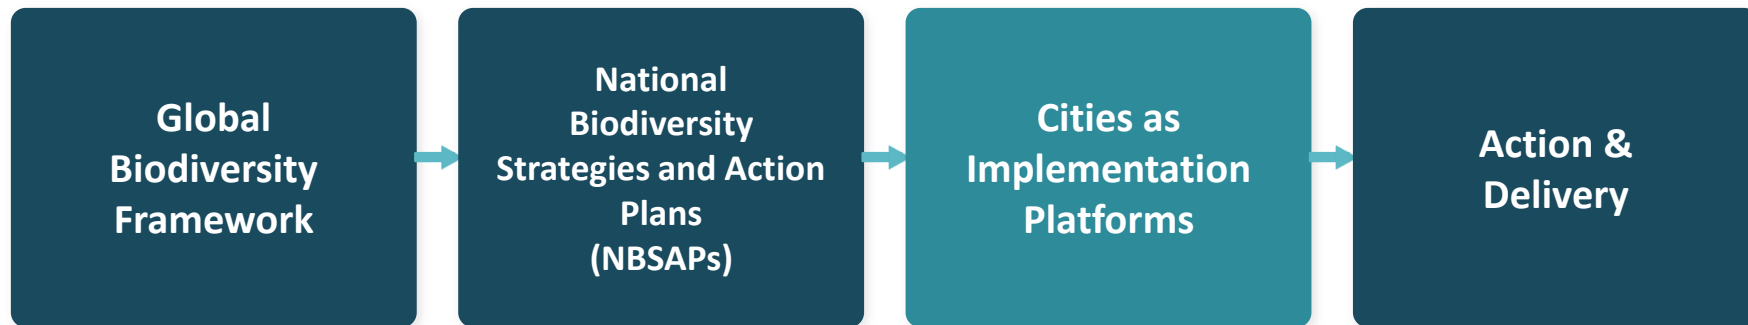 Global
Biodiversity
Framework
National
Biodiversity
Strategies and Action
Plans
(NBSAPs)
Cities as
Implementation
Platforms
Action &
Delivery